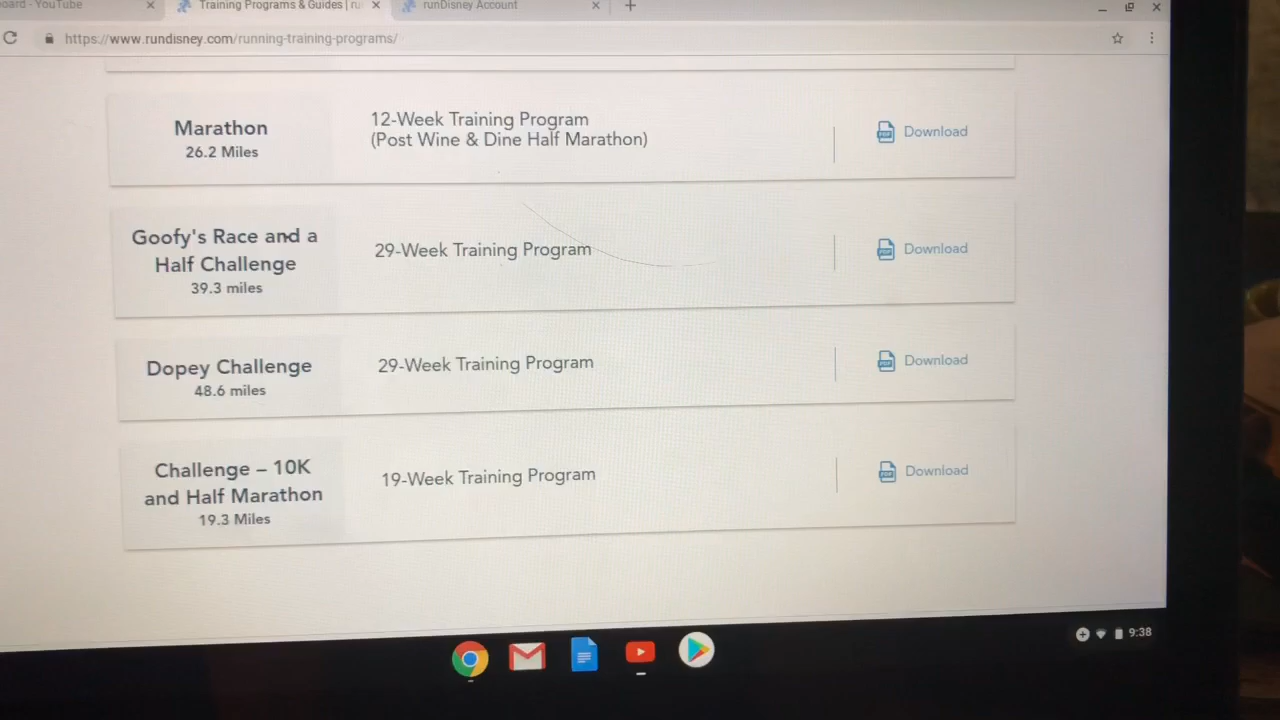 oard - YouTube
Training Programs & Guides | ru
runDisney Account
https://www.rundisney.com/running-training-programs/
Marathon
26.2 Miles
12-Week Training Program
(Post Wine & Dine Half Marathon)
Download
Goofy's Race and a
Half Challenge
39.3 miles
29-Week Training Program
Download
Dopey Challenge
48.6 miles
29-Week Training Program
Download
Challenge – 10K
and Half Marathon
19.3 Miles
19-Week Training Program
Download
9:38